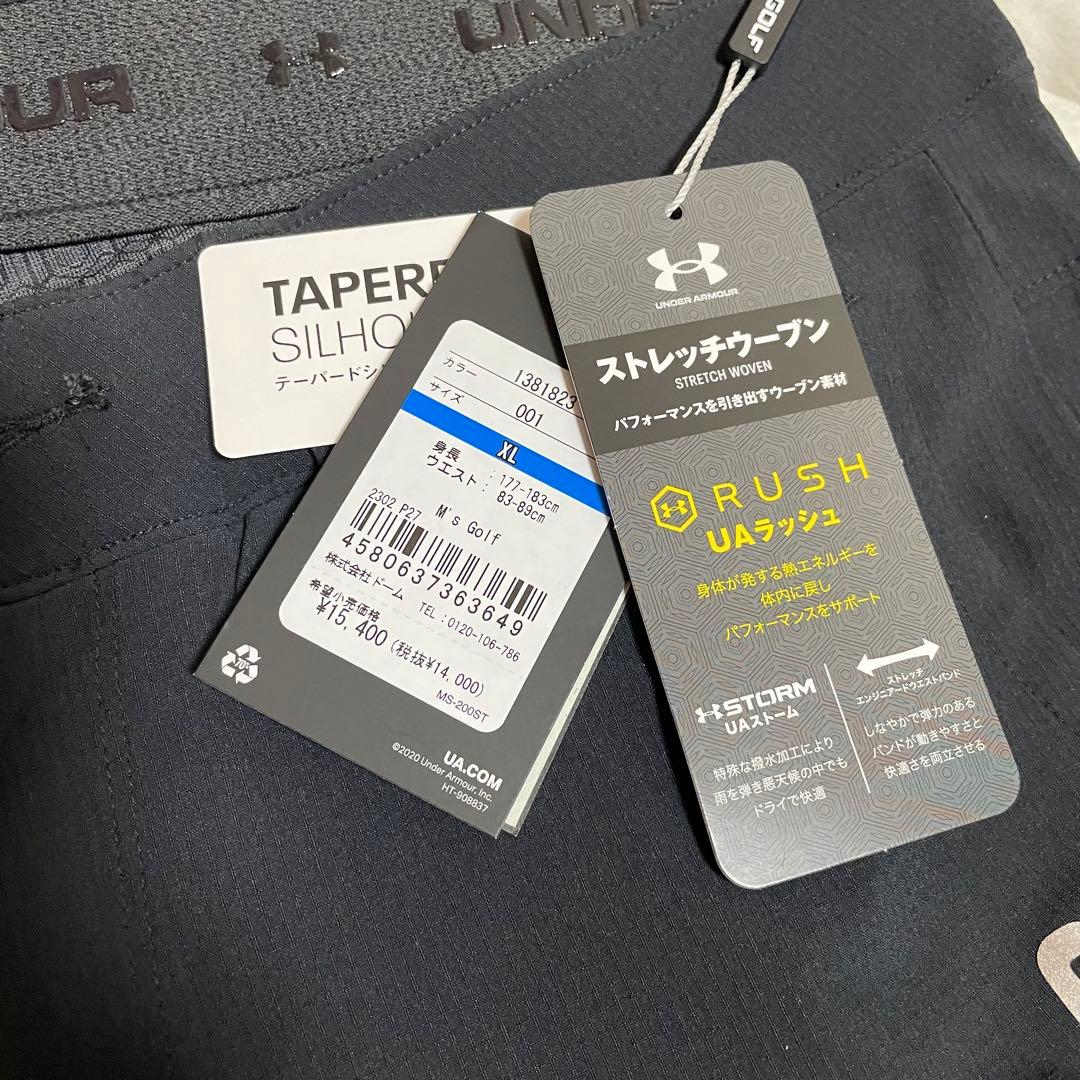 OUR
UND
GOLF
TAPER
SILHO
テーパードシ
カラー 1381823
サイズ 001
XL
身長 : 177-183cm
ウエスト : 83-89cm
2302 P27 M's Golf
4580637363649
株式会社ドーム TEL:0120-106-786
希望小売価格
¥15,400(税抜¥14,000)
MS-200ST
70%
UA.COM
©2020 Under Armour, Inc.
HT-90B837
UNDER ARMOUR
ストレッチウーブン
STRETCH WOVEN
パフォーマンスを引き出すウーブン素材
RUSH
UAラッシュ
身体が発する熱エネルギーを
体内に戻し
パフォーマンスをサポート
STORM
UAストーム
特殊な撥水加工により
雨を弾き悪天候の中でも
ドライで快適
ストレッチ
エンジニアードウエストバンド
しなやかで弾力のある
バンドが動きやすさと
快適さを両立させる